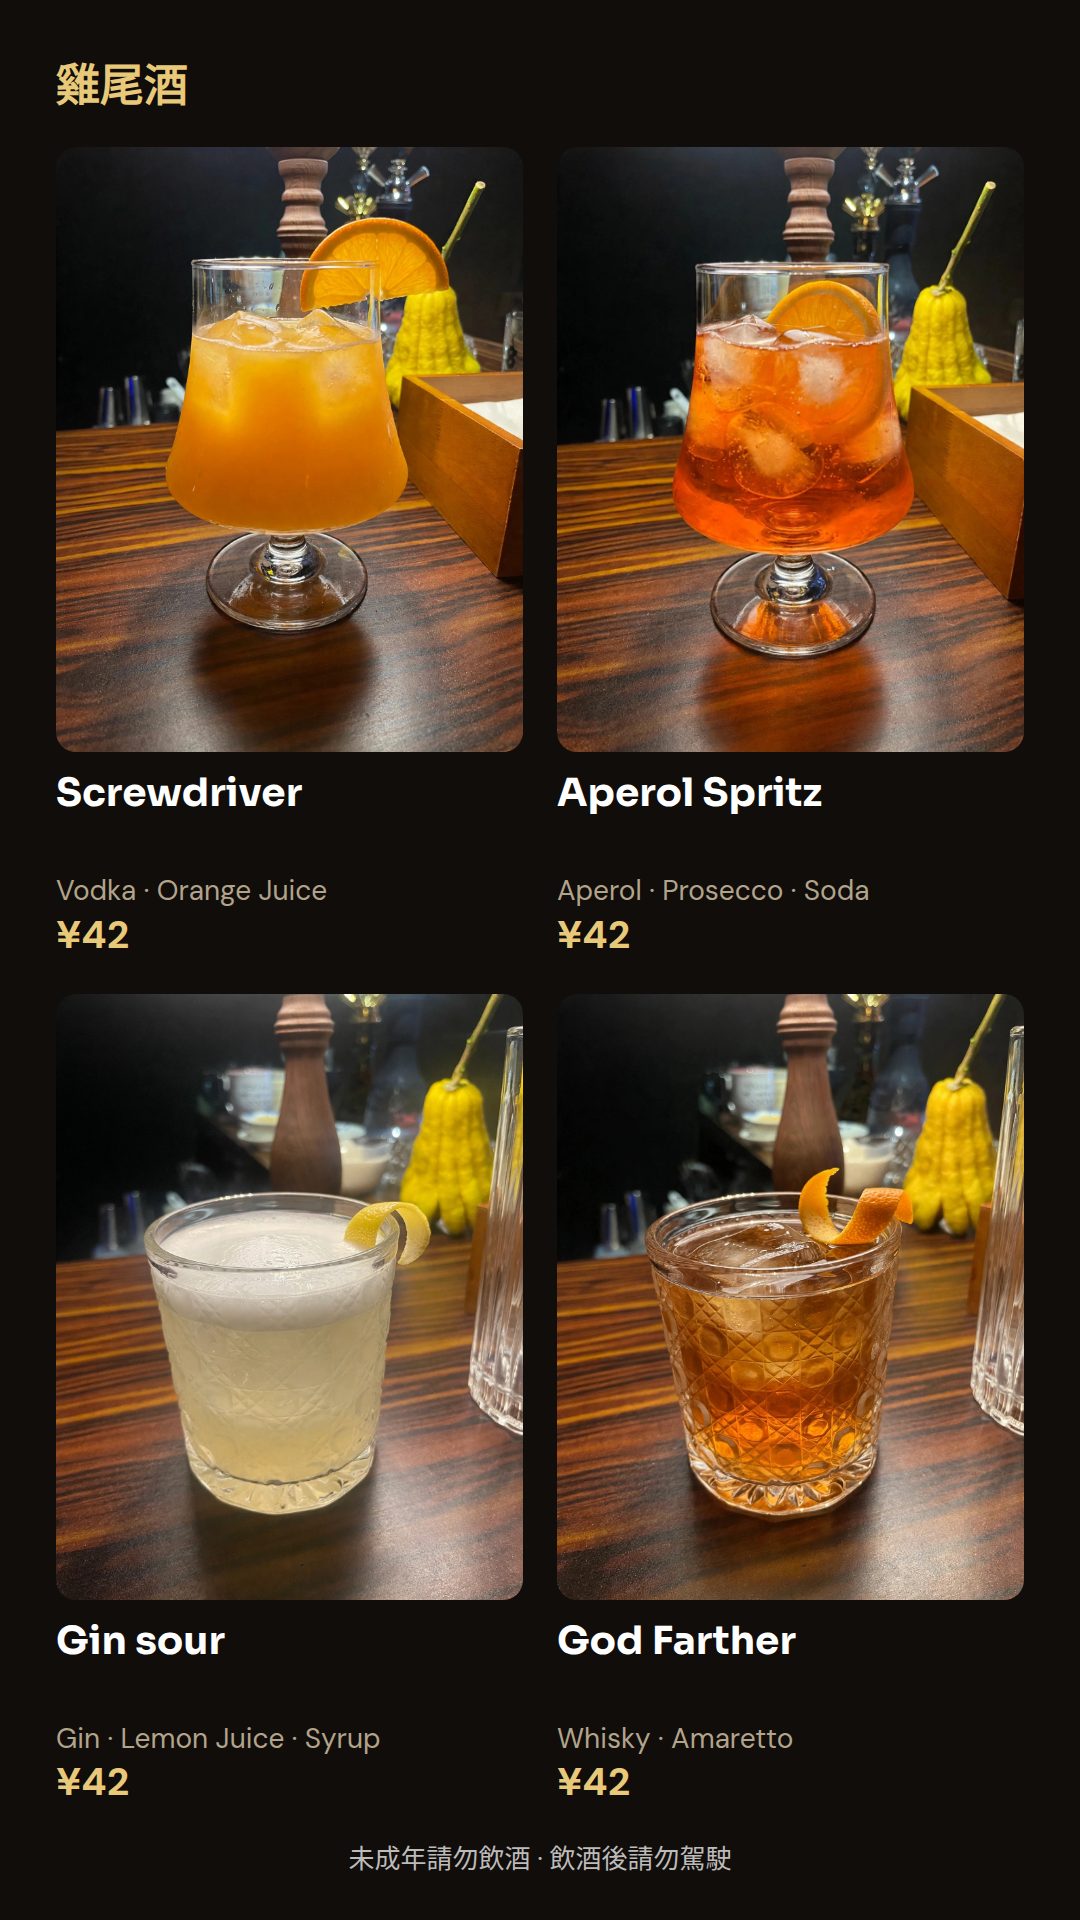 雞尾酒
Screwdriver
Vodka · Orange Juice
¥42
Aperol Spritz
Aperol · Prosecco · Soda
¥42
Gin sour
Gin · Lemon Juice · Syrup
¥42
God Farther
Whisky · Amaretto
¥42
未成年請勿飲酒 · 飲酒後請勿駕駛